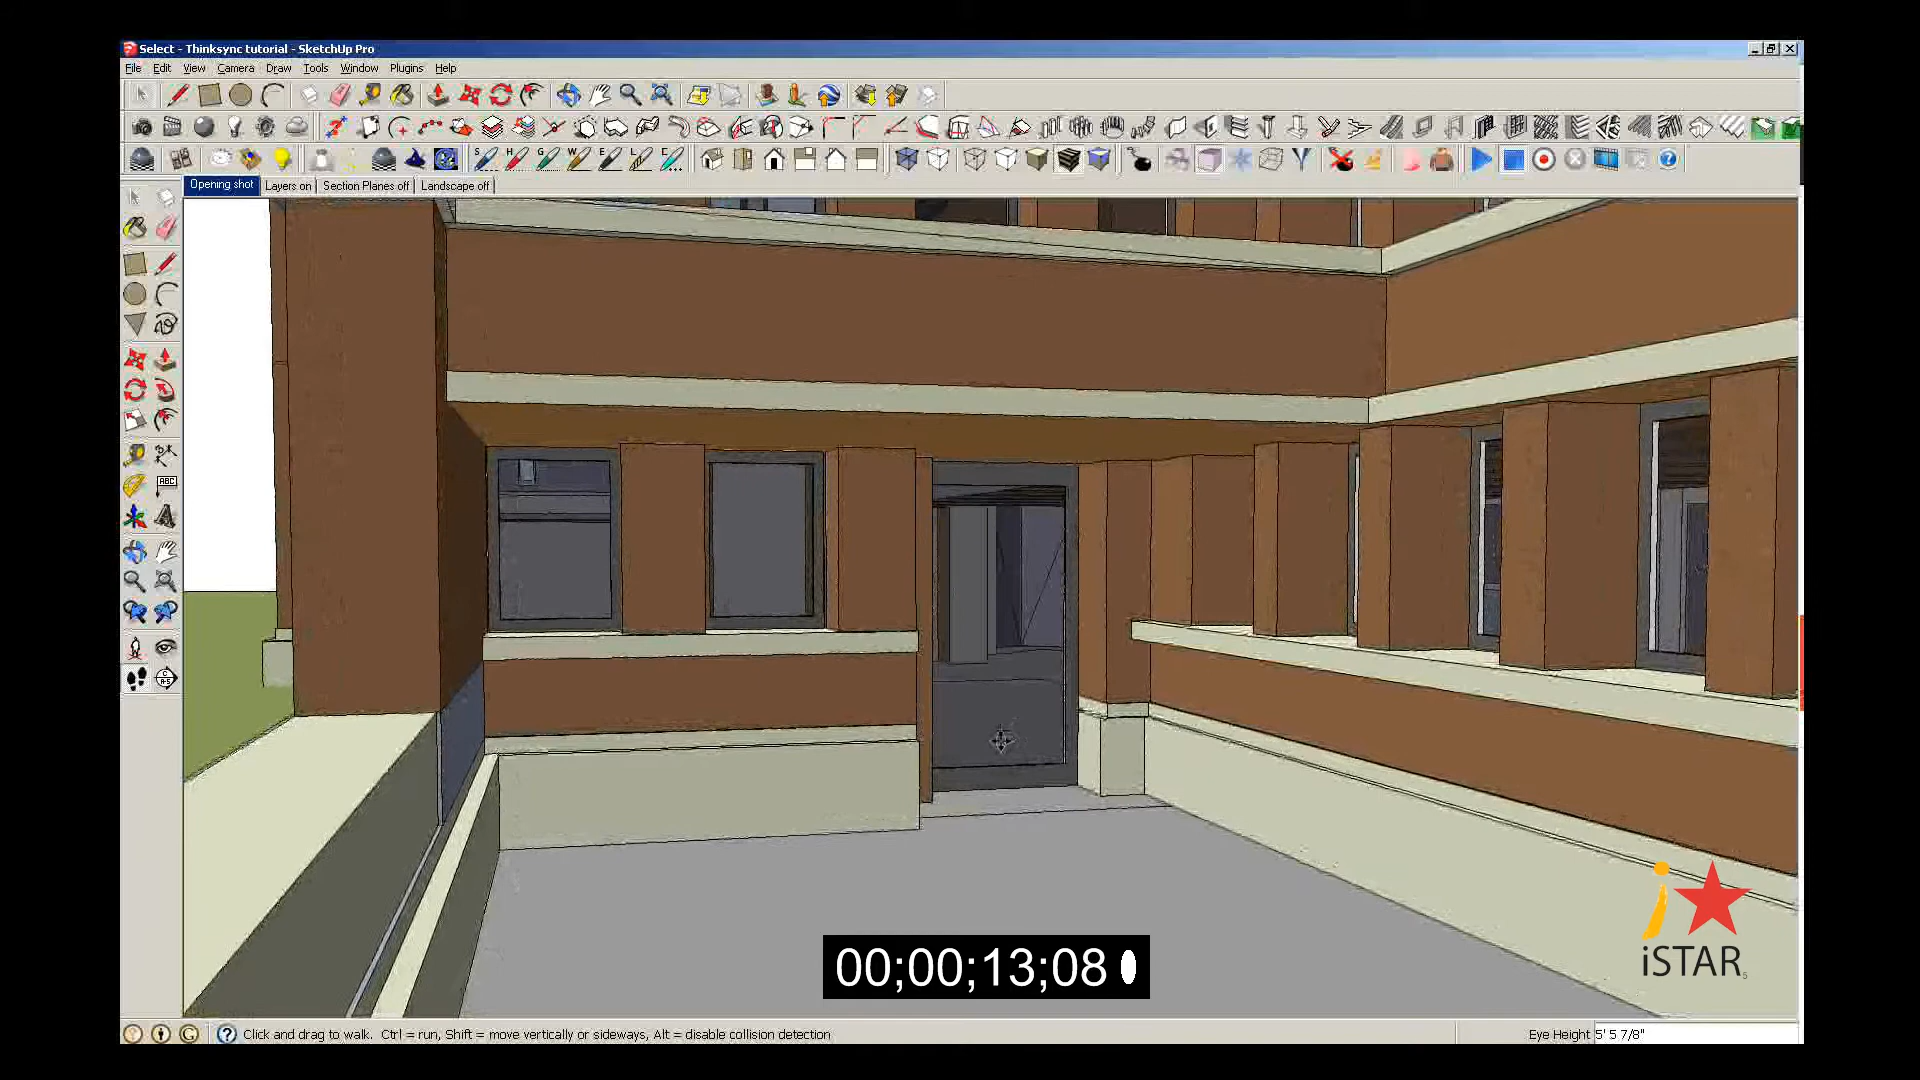 Select - Thinksync tutorial - SketchUp Pro
File Edit View Camera Draw Tools Window Plugins Help
S H G W E L E
Opening shot Layers on Section Planes off Landscape off
ABC
A
00;00;13;08
iSTAR
Click and drag to walk. Ctrl = run, Shift = move vertically or sideways, Alt = disable collision detection
Eye Height 5' 5 7/8"